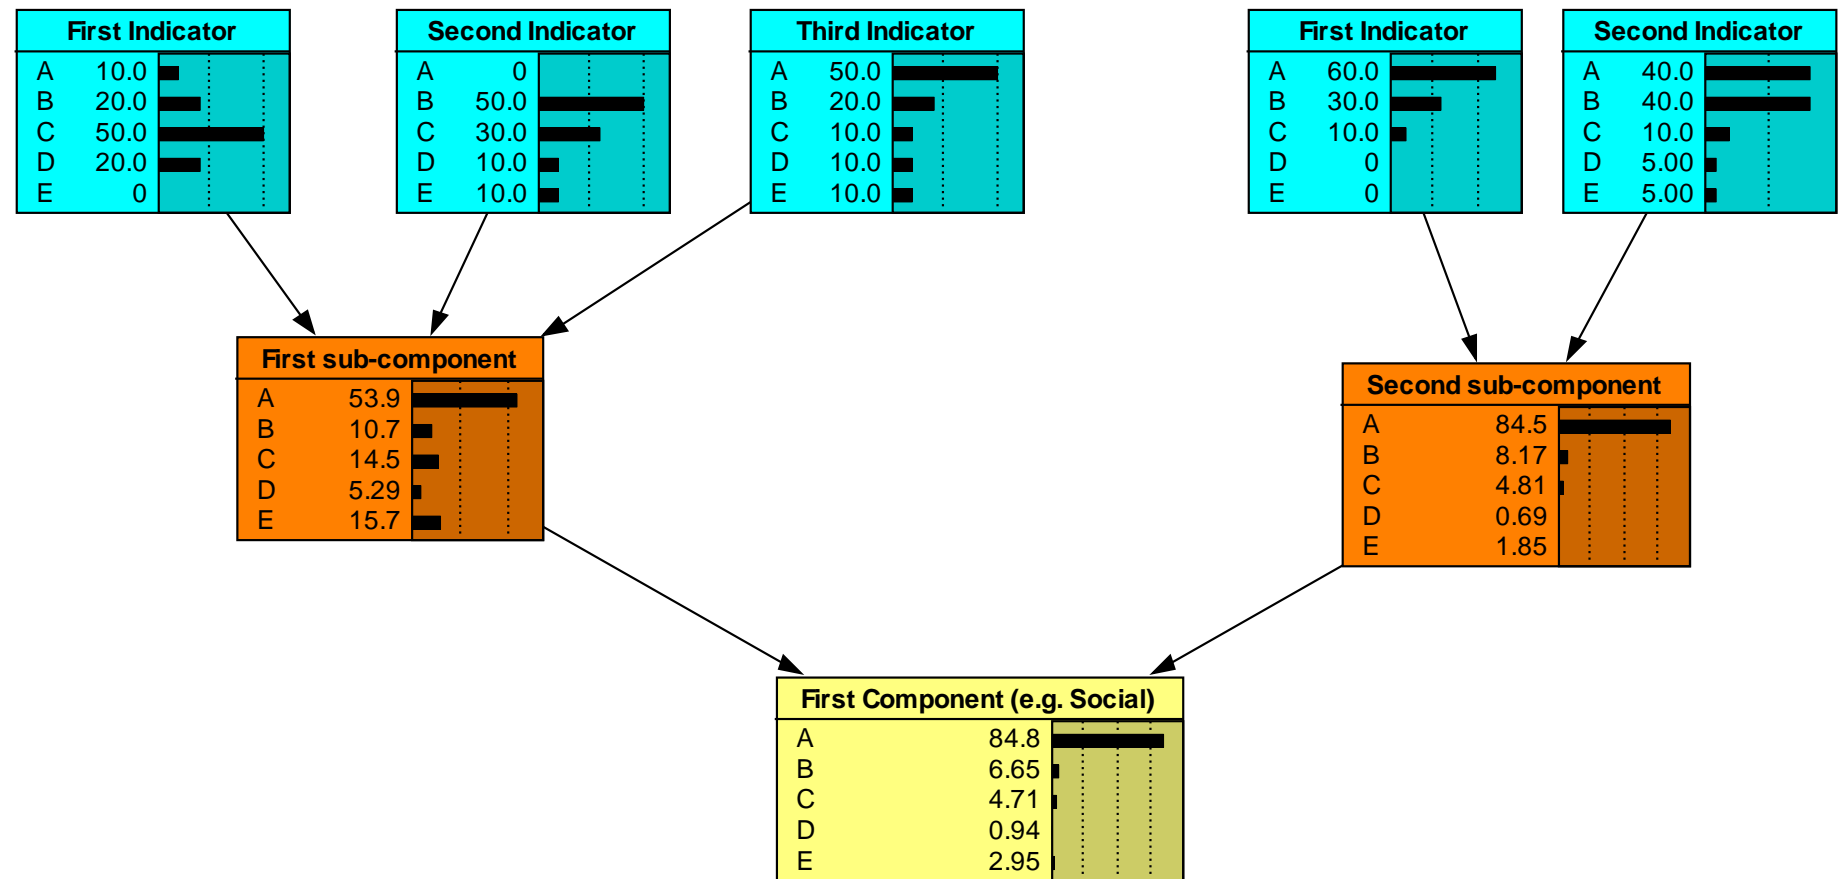 First Indicator
A 10.0
B 20.0
C 50.0
D 20.0
E 0
Second Indicator
A 0
B 50.0
C 30.0
D 10.0
E 10.0
Third Indicator
A 50.0
B 20.0
C 10.0
D 10.0
E 10.0
First Indicator
A 60.0
B 30.0
C 10.0
D 0
E 0
Second Indicator
A 40.0
B 40.0
C 10.0
D 5.00
E 5.00
First sub-component
A 53.9
B 10.7
C 14.5
D 5.29
E 15.7
Second sub-component
A 84.5
B 8.17
C 4.81
D 0.69
E 1.85
First Component (e.g. Social)
A 84.8
B 6.65
C 4.71
D 0.94
E 2.95